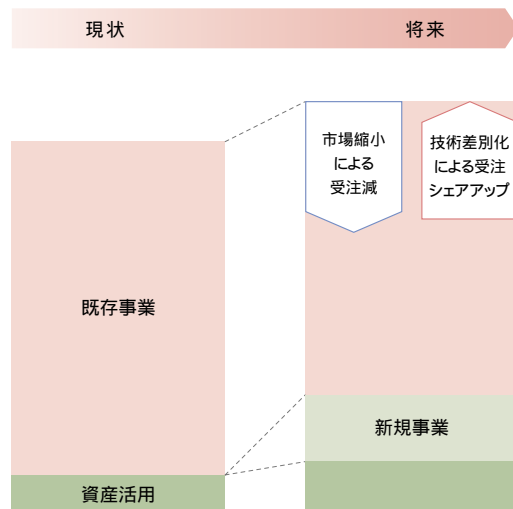 現状
将来
市場縮小
による
受注減
技術差別化
による受注
シェアアップ
既存事業
新規事業
資産活用